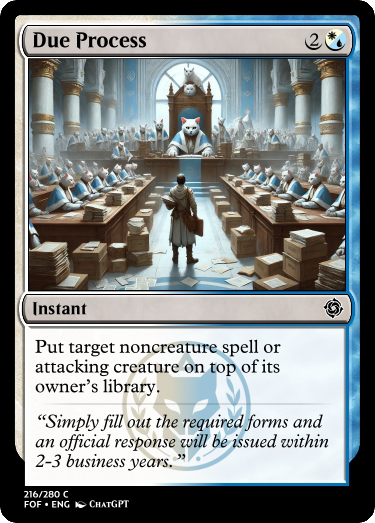 Due Process 2
Instant
Put target noncreature spell or
attacking creature on top of its
owner's library.
“Simply fill out the required forms and
an official response will be issued within
2-3 business years.”
216/280 C
FOF • ENG ChatGPT